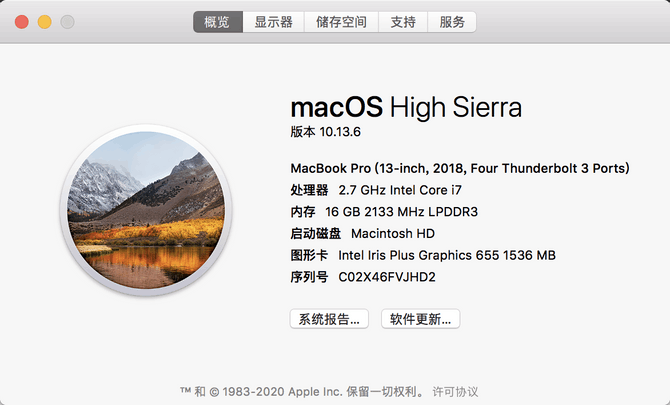 概览 显示器 储存空间 支持 服务
macOS High Sierra
版本 10.13.6
MacBook Pro (13-inch, 2018, Four Thunderbolt 3 Ports)
处理器 2.7 GHz Intel Core i7
内存 16 GB 2133 MHz LPDDR3
启动磁盘 Macintosh HD
图形卡 Intel Iris Plus Graphics 655 1536 MB
序列号 C02X46FVJHD2
系统报告... 软件更新...
™ 和 © 1983-2020 Apple Inc. 保留一切权利。 许可协议